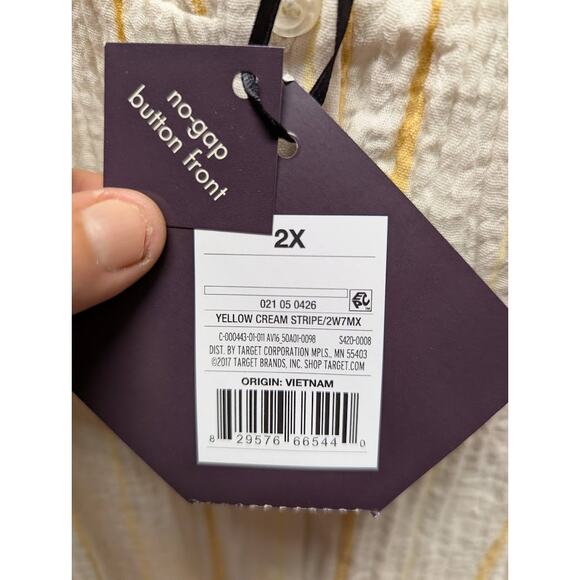 no-gap
button front
2X
021 05 0426
YELLOW CREAM STRIPE/2W7MX
C-000443-01-011 AV16_50A01-0098 S420-0008
DIST. BY TARGET CORPORATION MPLS., MN 55403
©2017 TARGET BRANDS, INC. SHOP TARGET.COM
ORIGIN: VIETNAM
8 29576 66544 0